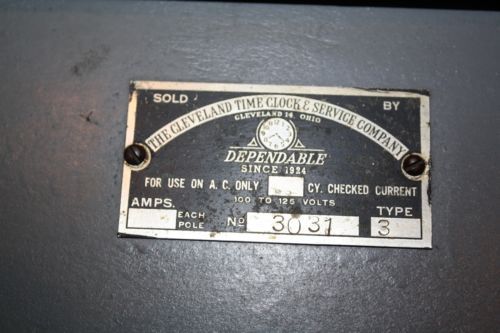 SOLD BY
THE CLEVELAND TIME CLOCK & SERVICE COMPANY
CLEVELAND 14, OHIO
DEPENDABLE
SINCE 1924
FOR USE ON A.C. ONLY CY. CHECKED CURRENT
100 TO 125 VOLTS
AMPS. TYPE
EACH POLE No 3031 3